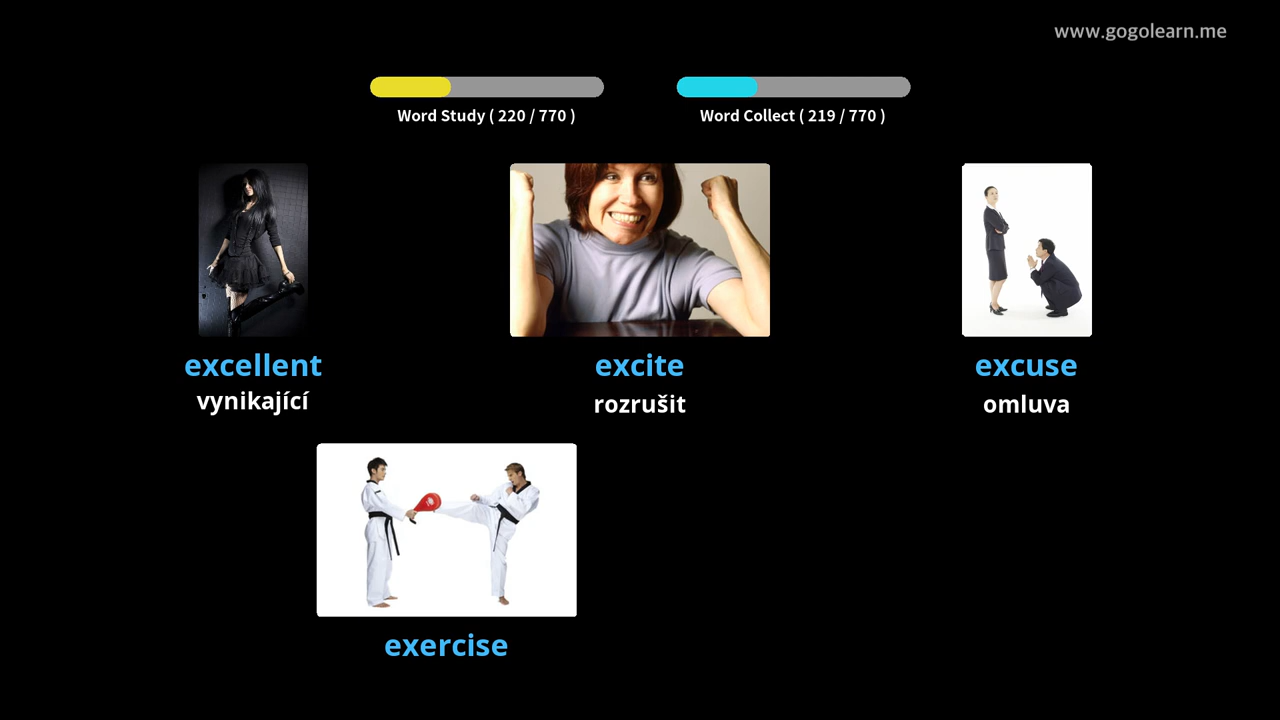 www.gogolearn.me
Word Study ( 220 / 770 )
Word Collect ( 219 / 770 )
excellent
vynikající
excite
rozrušit
excuse
omluva
exercise